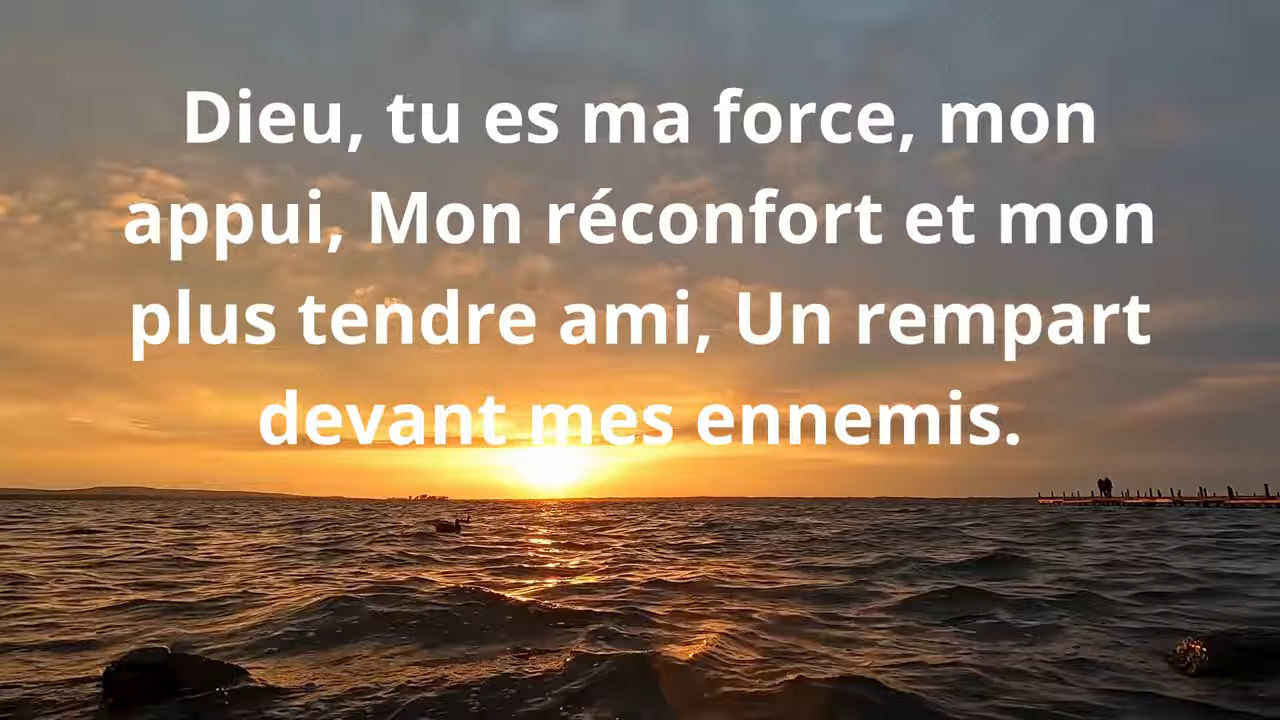 Dieu, tu es ma force, mon
appui, Mon réconfort et mon
plus tendre ami, Un rempart
devant mes ennemis.